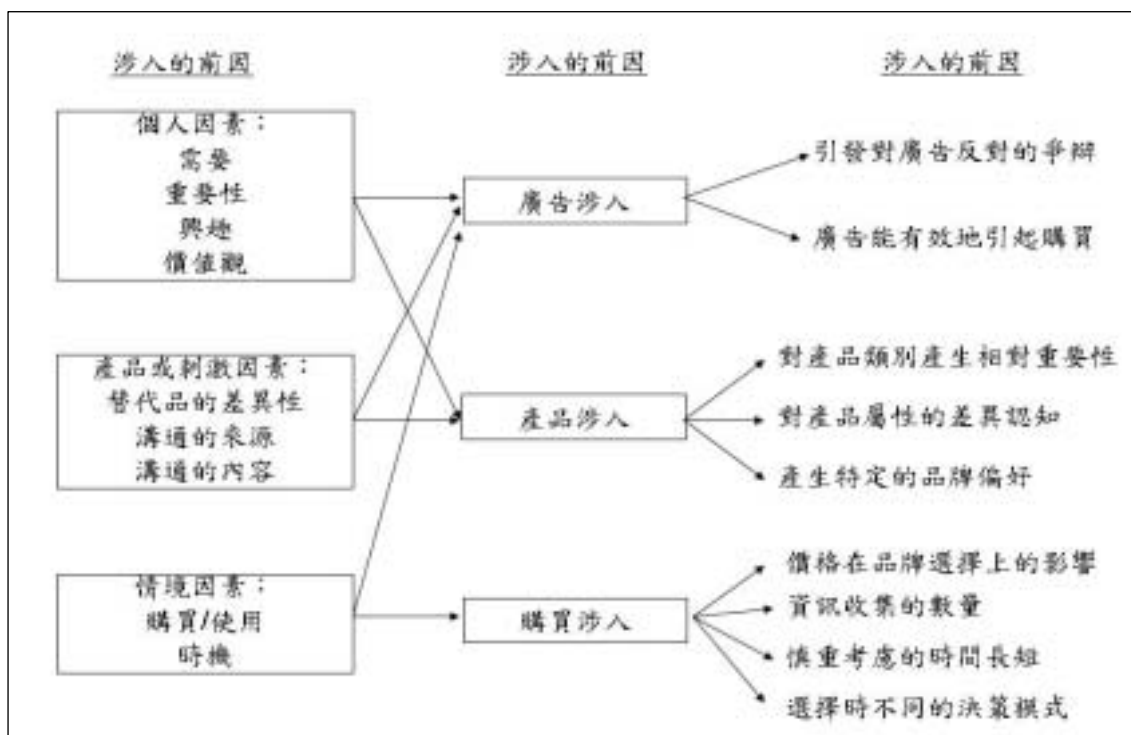 涉入的前因
個人因素：
需要
重要性
興趣
價值觀
產品或刺激因素：
替代品的差異性
溝通的來源
溝通的內容
情境因素：
購買/使用
時機
涉入的前因
廣告涉入
產品涉入
購買涉入
涉入的前因
引發對廣告反對的爭辯
廣告能有效地引起購買
對產品類別產生相對重要性
對產品屬性的差異認知
產生特定的品牌偏好
價格在品牌選擇上的影響
資訊收集的數量
慎重考慮的時間長短
選擇時不同的決策模式